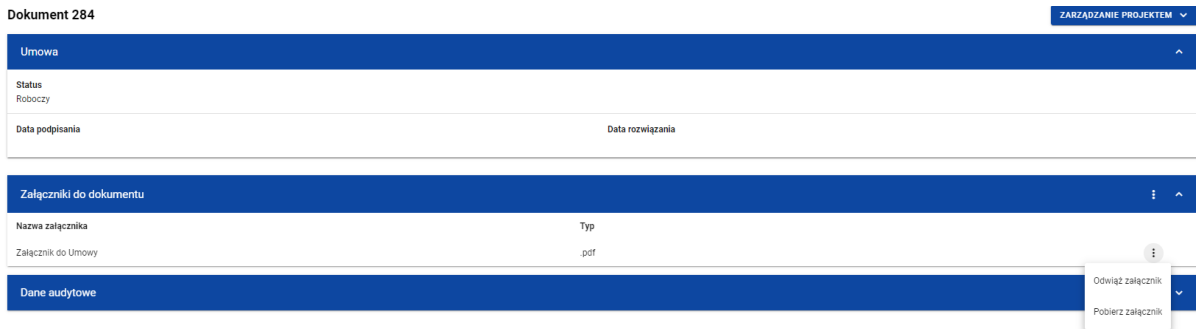 Dokument 284
ZARZĄDZANIE PROJEKTEM
Umowa
Status
Roboczy
Data podpisania Data rozwiązania
Załączniki do dokumentu
Nazwa załącznika Typ
Załącznik do Umowy .pdf
Odwiąż załącznik
Dane audytowe
Pobierz załącznik